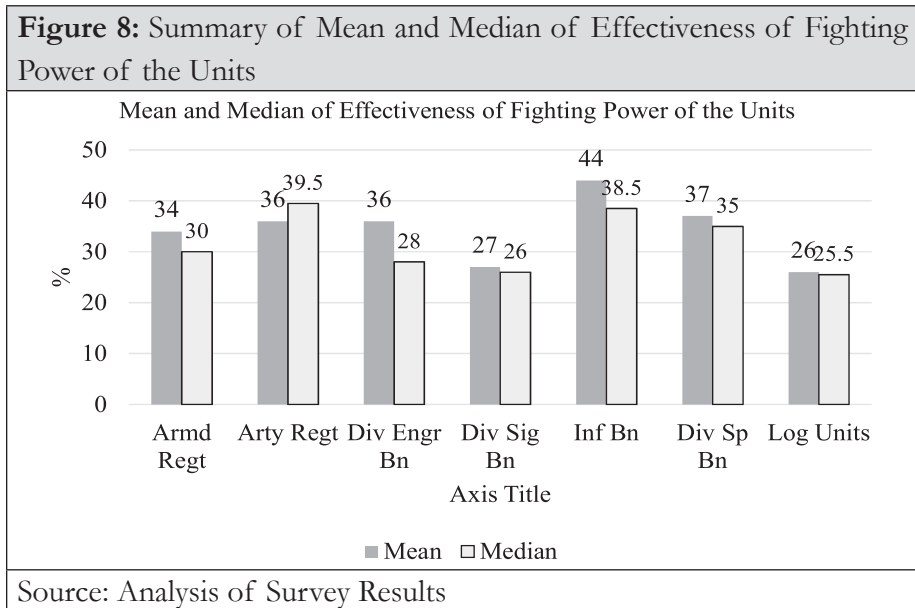 Figure 8: Summary of Mean and Median of Effectiveness of Fighting
Power of the Units
Mean and Median of Effectiveness of Fighting Power of the Units
50
40
30
20
10
0
%
34
30
36
39.5
36
28
27
26
44
38.5
37
35
26
25.5
Armd
Regt
Arty Regt
Div Engr
Bn
Div Sig
Bn
Inf Bn
Div Sp
Bn
Log Units
Axis Title
Mean
Median
Source: Analysis of Survey Results